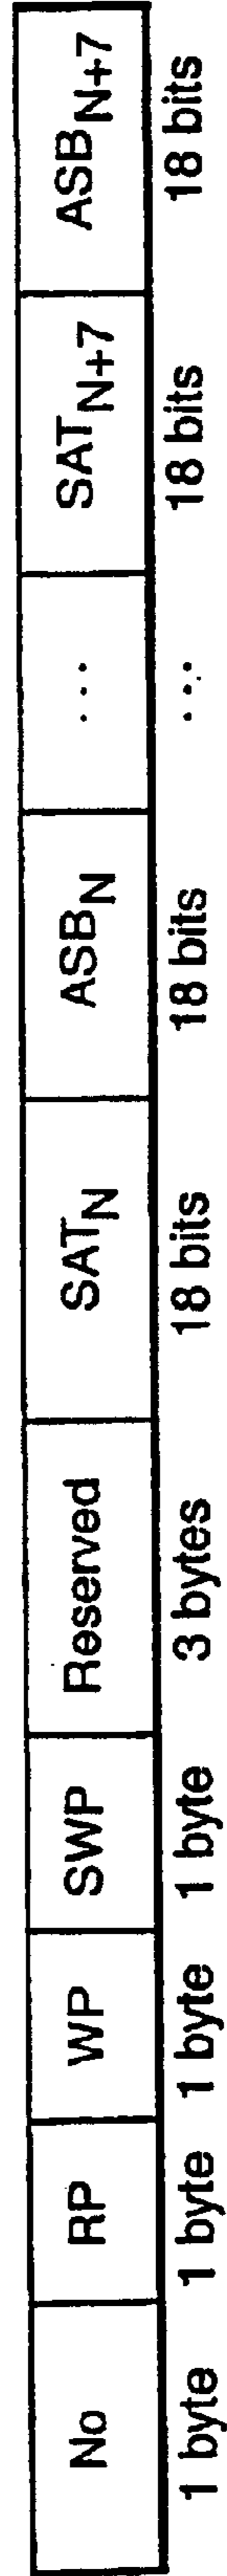 No RP WP SWP Reserved SAT_N ASB_N ... SAT_N+7 ASB_N+7
1 byte 1 byte 1 byte 1 byte 3 bytes 18 bits 18 bits ... 18 bits 18 bits